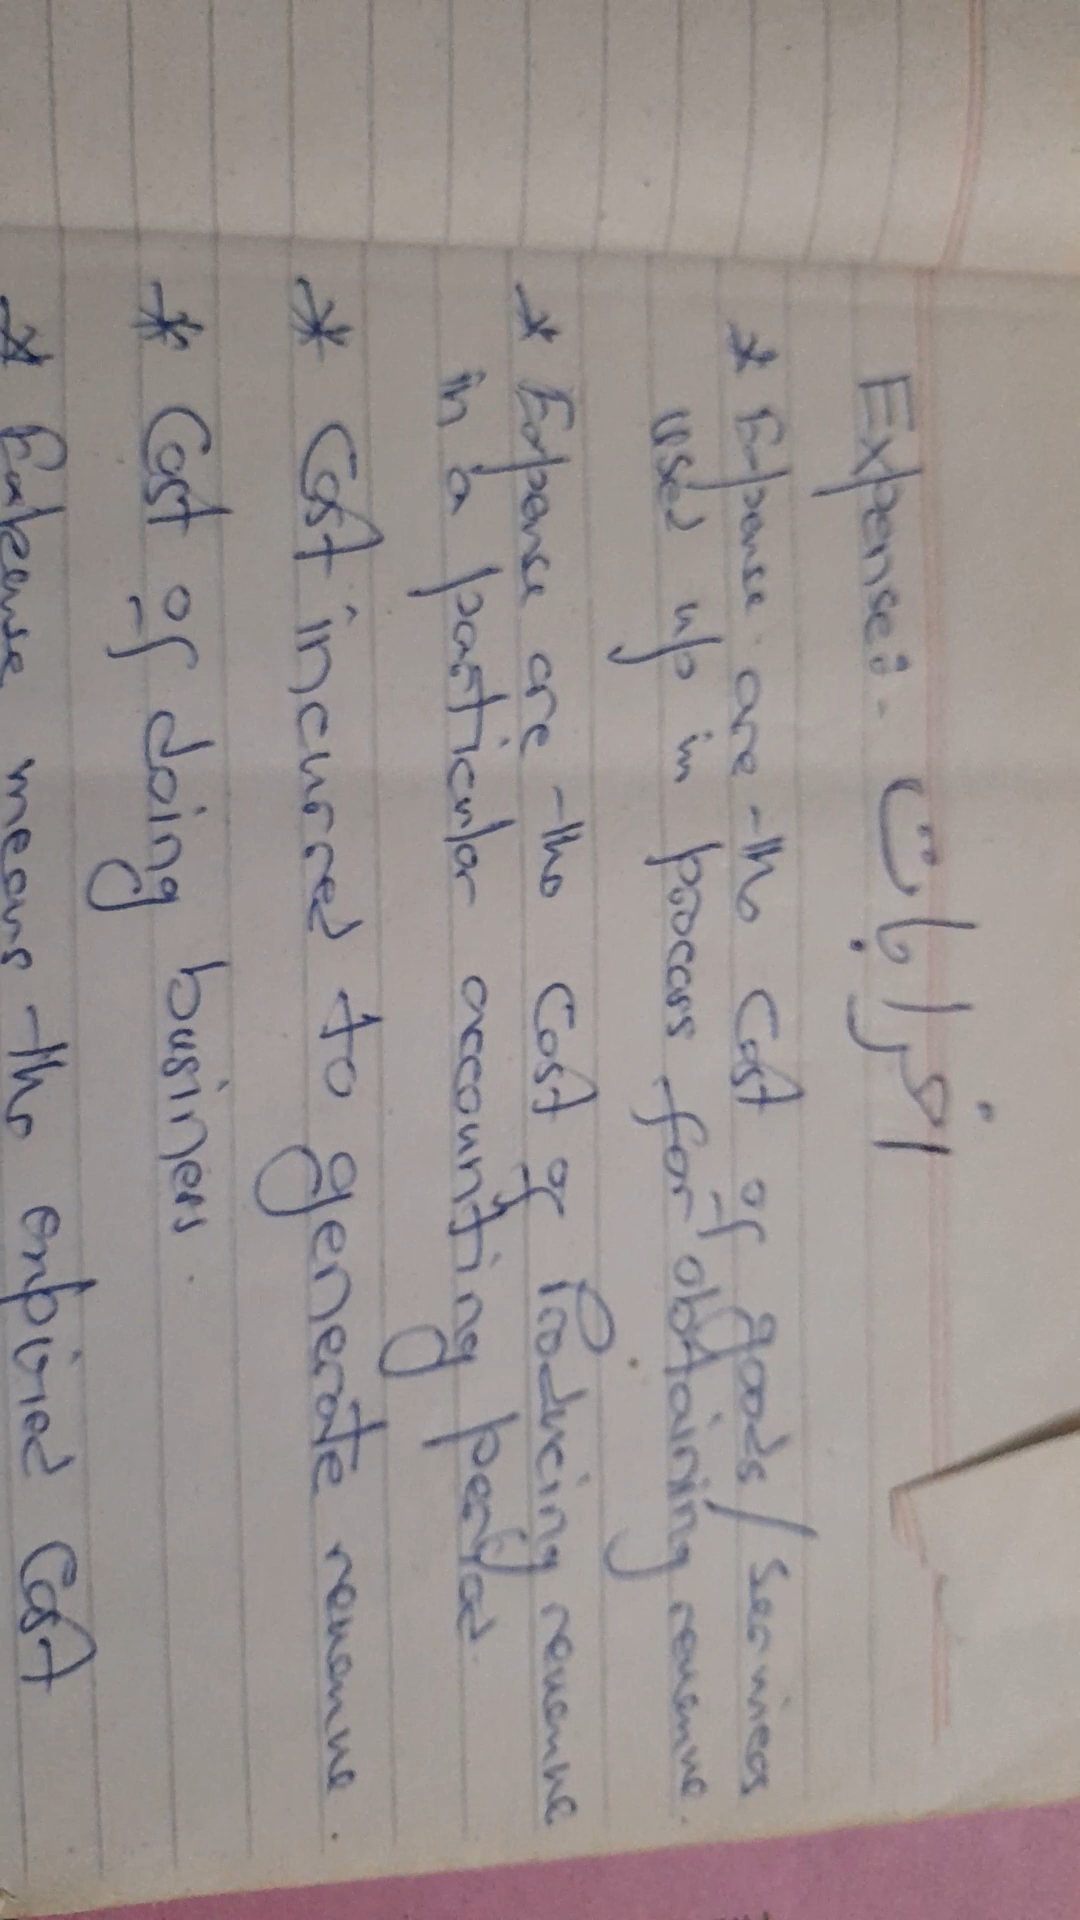 Expense:- اخراجات
* Expense are the Cost of goods/Services
used up in process for obtaining revenue.
* Expense are the Cost of Producing revenue
in a particular accounting period.
* Cost incurred to generate revenue.
* Cost of doing business.
* Expense means the expired Cost